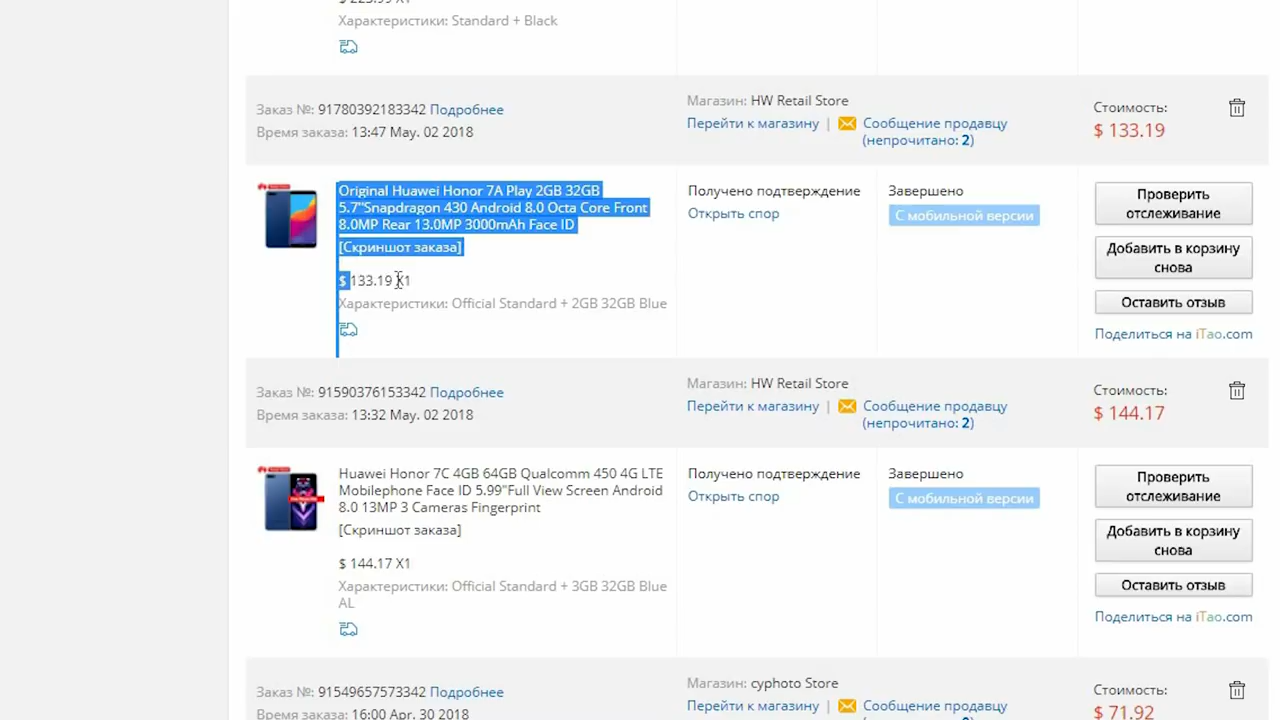 Характеристики: Standard + Black
Заказ №: 91780392183342 Подробнее
Время заказа: 13:47 May. 02 2018
Магазин: HW Retail Store
Перейти к магазину | Сообщение продавцу
(непрочитано: 2)
Стоимость:
$ 133.19
Original Huawei Honor 7A Play 2GB 32GB
5.7"Snapdragon 430 Android 8.0 Octa Core Front
8.0MP Rear 13.0MP 3000mAh Face ID
[Скриншот заказа]
$ 133.19 X1
Характеристики: Official Standard + 2GB 32GB Blue
Получено подтверждение
Открыть спор
Завершено
С мобильной версии
Проверить
отслеживание
Добавить в корзину
снова
Оставить отзыв
Поделиться на iTao.com
Заказ №: 91590376153342 Подробнее
Время заказа: 13:32 May. 02 2018
Магазин: HW Retail Store
Перейти к магазину | Сообщение продавцу
(непрочитано: 2)
Стоимость:
$ 144.17
Huawei Honor 7C 4GB 64GB Qualcomm 450 4G LTE
Mobilephone Face ID 5.99"Full View Screen Android
8.0 13MP 3 Cameras Fingerprint
[Скриншот заказа]
$ 144.17 X1
Характеристики: Official Standard + 3GB 32GB Blue
AL
Получено подтверждение
Открыть спор
Завершено
С мобильной версии
Проверить
отслеживание
Добавить в корзину
снова
Оставить отзыв
Поделиться на iTao.com
Заказ №: 91549657573342 Подробнее
Время заказа: 16:00 Apr. 30 2018
Магазин: cyphoto Store
Перейти к магазину | Сообщение продавцу
Стоимость:
$ 71.92